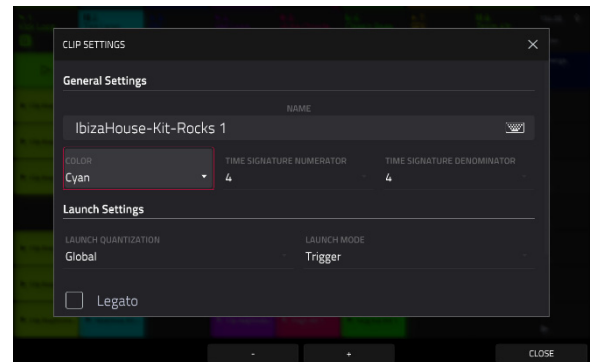 CLIP SETTINGS
General Settings
NAME
IbizaHouse-Kit-Rocks 1
COLOR TIME SIGNATURE NUMERATOR TIME SIGNATURE DENOMINATOR
Cyan 4 4
Launch Settings
LAUNCH QUANTIZATION LAUNCH MODE
Global Trigger
Legato
- + CLOSE